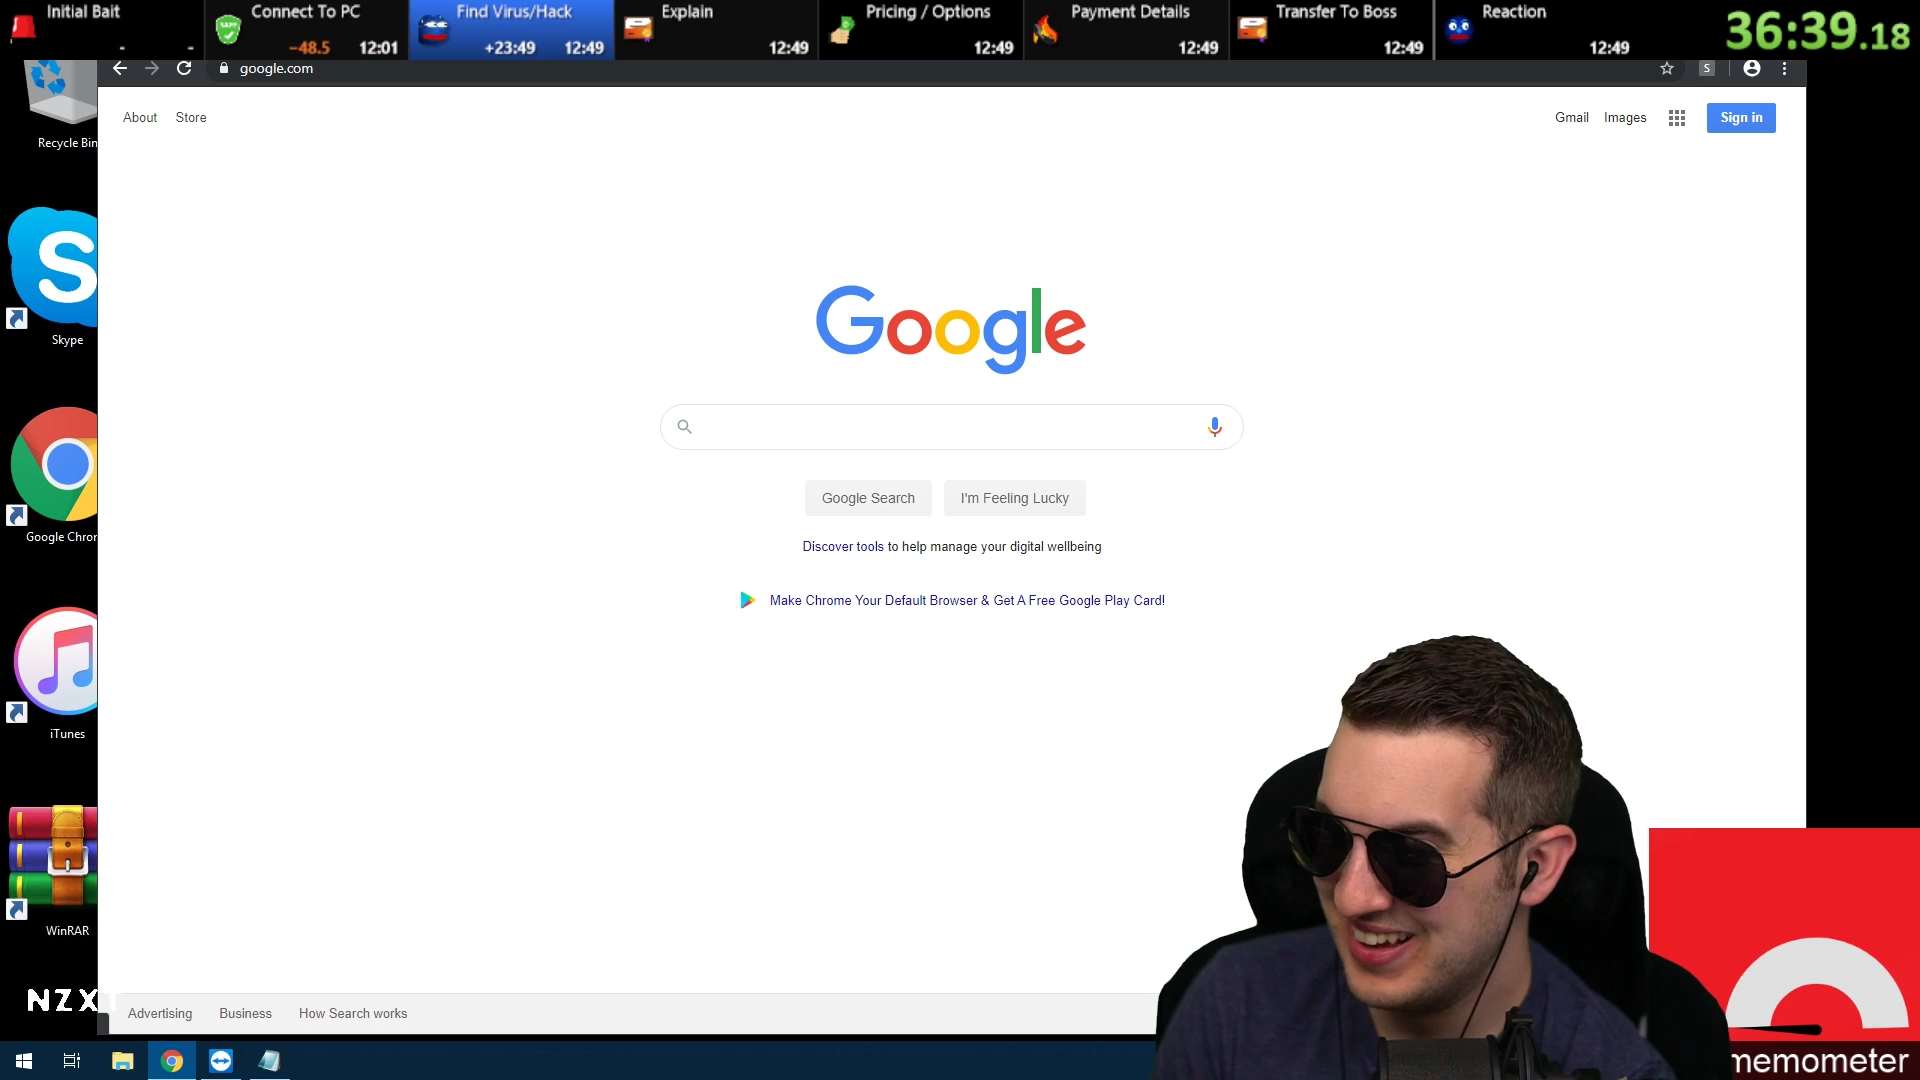 Initial Bait
- -
Connect To PC
-48.5 12:01
Find Virus/Hack
+23:49 12:49
Explain
12:49
Pricing / Options
12:49
Payment Details
12:49
Transfer To Boss
12:49
Reaction
12:49
36:39.18
google.com
S
About Store
Gmail Images Sign in
Recycle Bin
S
Skype
Google
Google Search I'm Feeling Lucky
Google Chror
Discover tools to help manage your digital wellbeing
Make Chrome Your Default Browser & Get A Free Google Play Card!
iTunes
WinRAR
NZX
Advertising Business How Search works
memometer